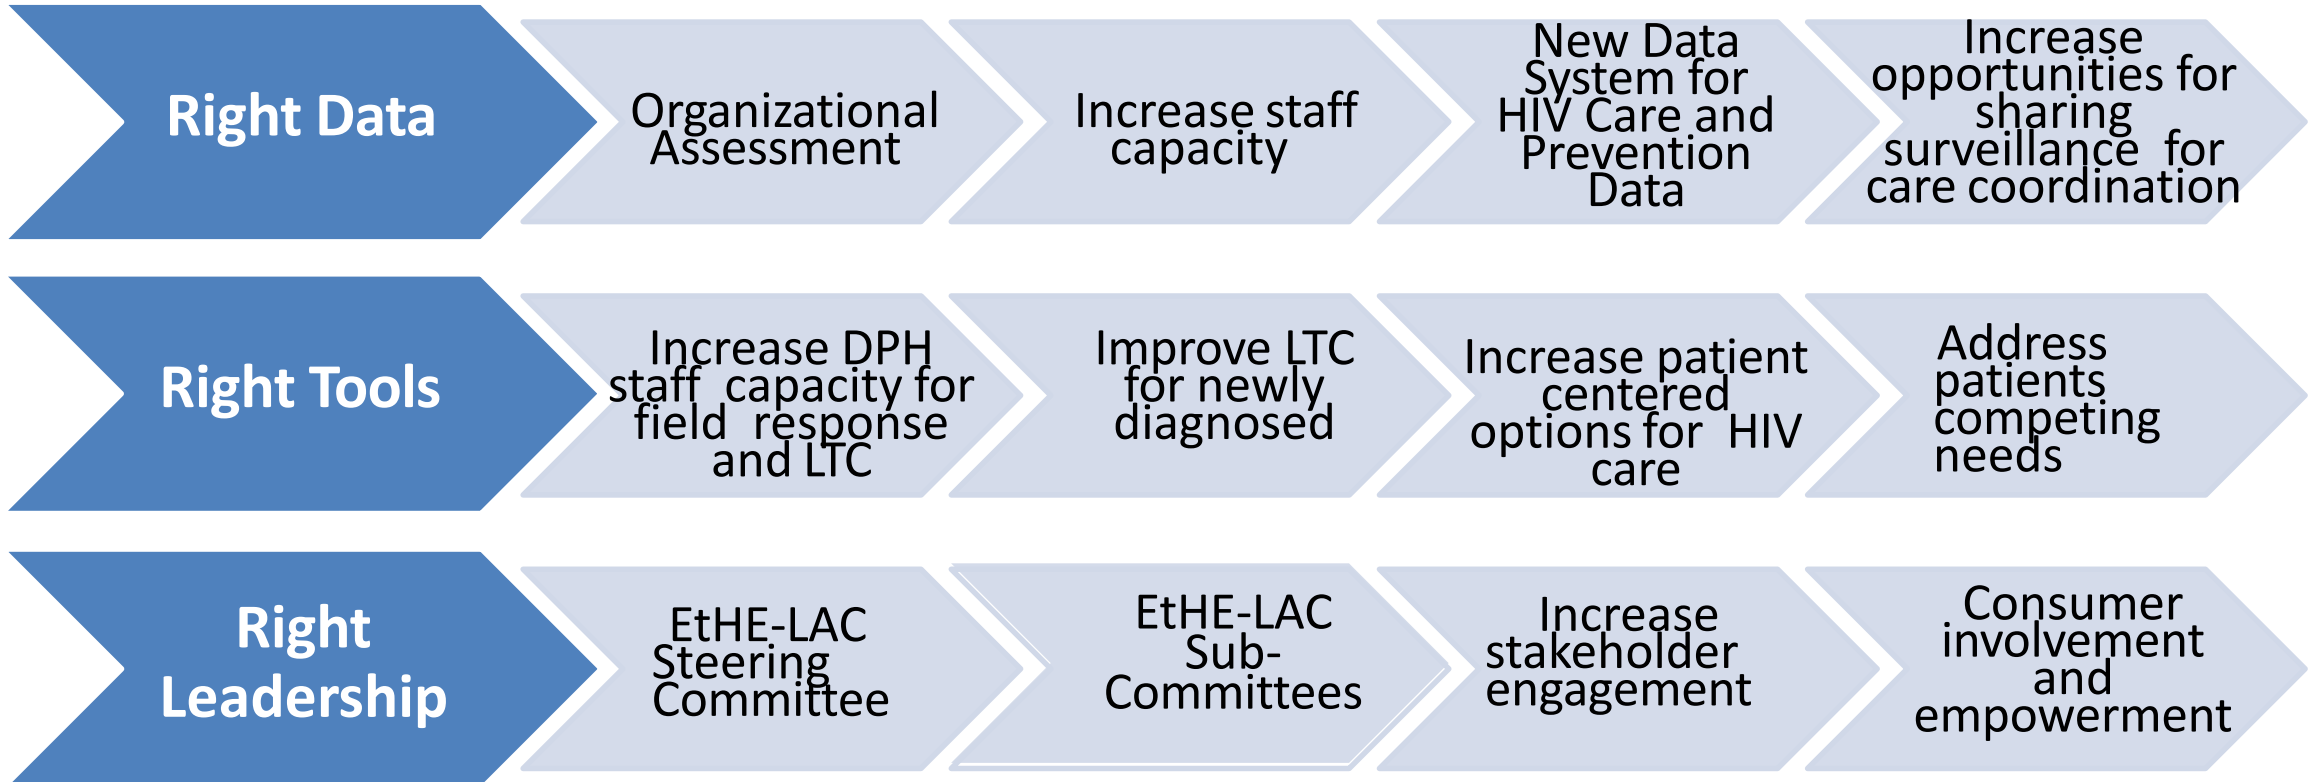 Right Data
Organizational
Assessment
Increase staff
capacity
New Data
System for
HIV Care and
Prevention
Data
Increase
opportunities for
sharing
surveillance for
care coordination
Right Tools
Increase DPH
staff capacity for
field response
and LTC
Improve LTC
for newly
diagnosed
Increase patient
centered
options for HIV
care
Address
patients
competing
needs
Right
Leadership
EtHE-LAC
Steering
Committee
EtHE-LAC
Sub-
Committees
Increase
stakeholder
engagement
Consumer
involvement
and
empowerment